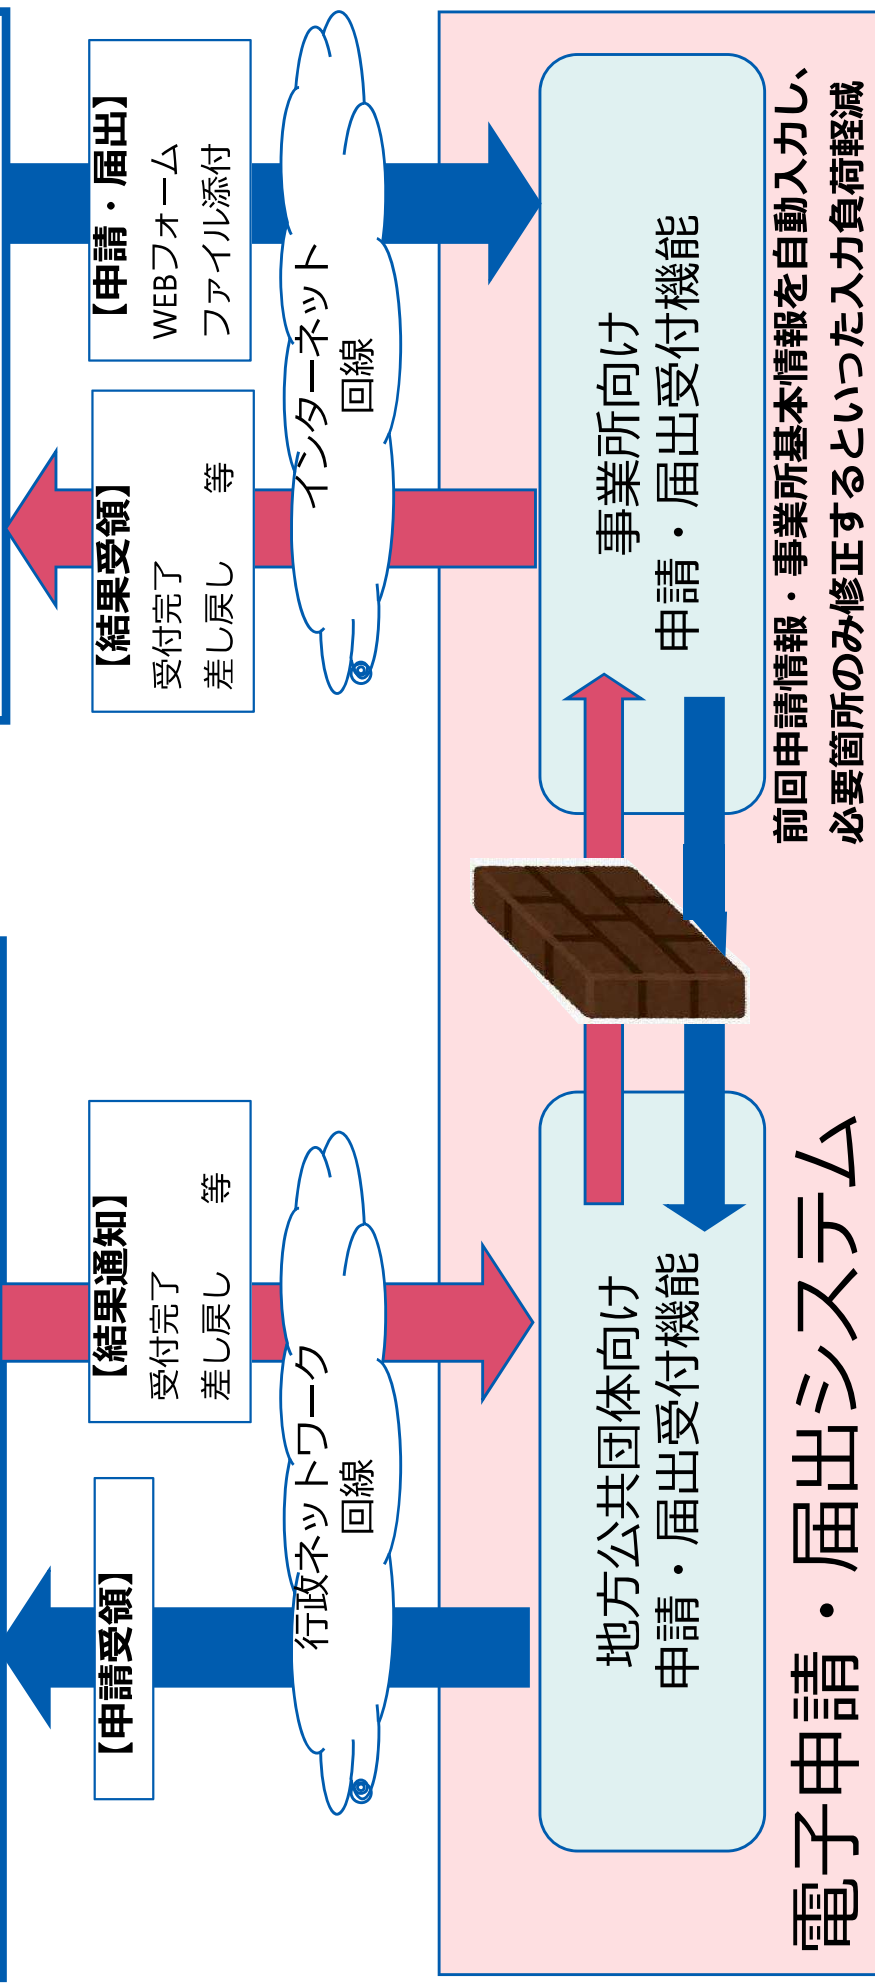 【申請受領】
【結果通知】
受付完了
差し戻し　　等
【結果受領】
受付完了
差し戻し　　等
【申請・届出】
WEBフォーム
ファイル添付
行政ネットワーク
回線
インターネット
回線
地方公共団体向け
申請・届出受付機能
事業所向け
申請・届出受付機能
電子申請・届出システム
前回申請情報・事業所基本情報を自動入力し、
必要箇所のみ修正するといった入力負荷軽減